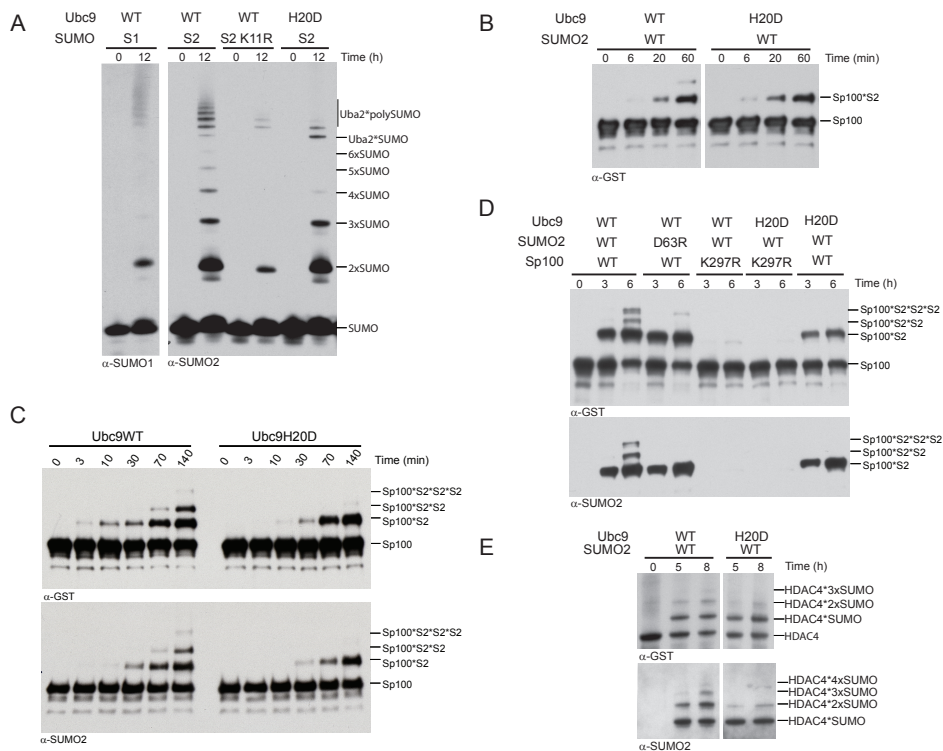 A
Ubc9 WT WT WT H20D
SUMO S1 S2 S2 K11R S2
0 12 0 12 0 12 0 12 Time (h)
Uba2*polySUMO
Uba2*SUMO
6xSUMO
5xSUMO
4xSUMO
3xSUMO
2xSUMO
SUMO
α-SUMO1 α-SUMO2
B
Ubc9 WT H20D
SUMO2 WT WT
0 6 20 60 0 6 20 60 Time (min)
Sp100*S2
Sp100
α-GST
C
Ubc9WT Ubc9H20D
0 3 10 30 70 140 0 3 10 30 70 140 Time (min)
Sp100*S2*S2*S2
Sp100*S2*S2
Sp100*S2
Sp100
α-GST
Sp100*S2*S2*S2
Sp100*S2*S2
Sp100*S2
Sp100
α-SUMO2
D
Ubc9 WT WT WT H20D H20D
SUMO2 WT D63R WT WT WT
Sp100 WT WT K297R K297R WT
0 3 6 3 6 3 6 3 6 3 6 Time (h)
Sp100*S2*S2*S2
Sp100*S2*S2
Sp100*S2
Sp100
α-GST
Sp100*S2*S2*S2
Sp100*S2*S2
Sp100*S2
α-SUMO2
E
Ubc9 WT H20D
SUMO2 WT WT
0 5 8 5 8 Time (h)
HDAC4*3xSUMO
HDAC4*2xSUMO
HDAC4*SUMO
HDAC4
α-GST
HDAC4*4xSUMO
HDAC4*3xSUMO
HDAC4*2xSUMO
HDAC4*SUMO
α-SUMO2